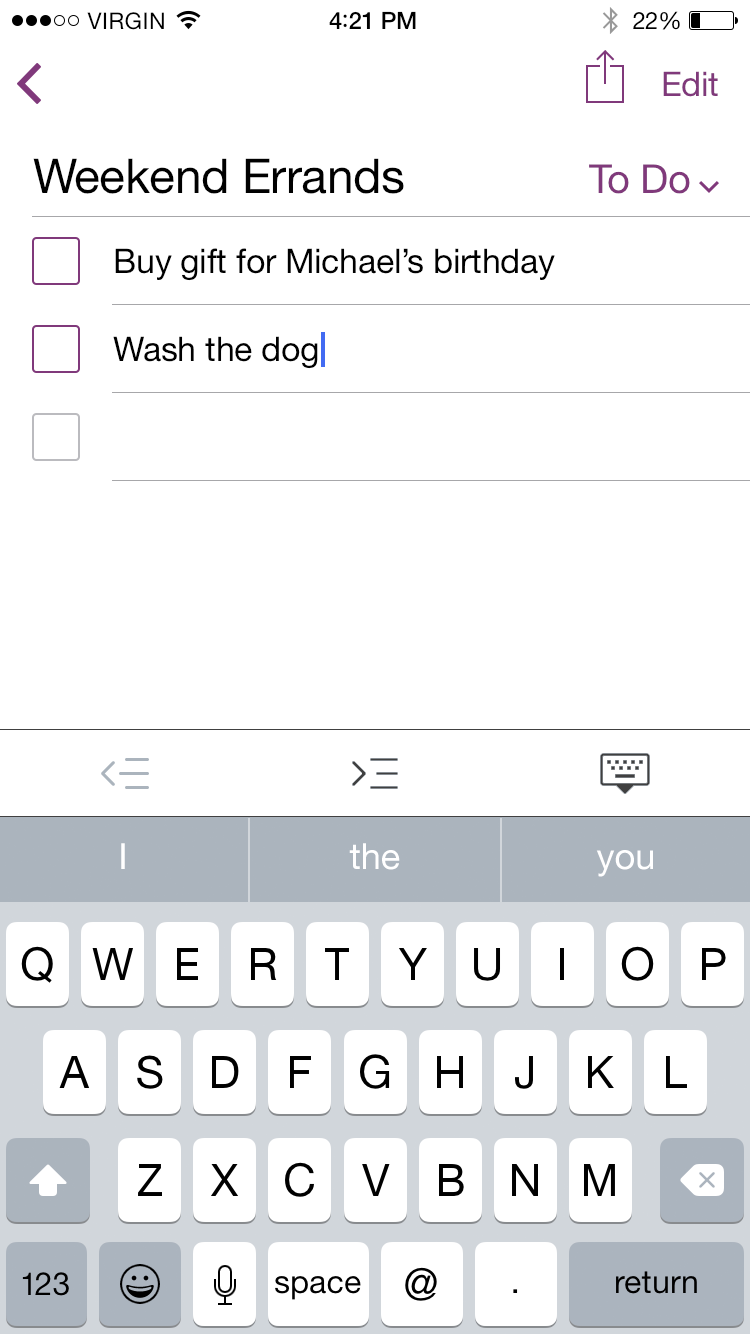 VIRGIN 4:21 PM 22%
Edit
Weekend Errands To Do
Buy gift for Michael’s birthday
Wash the dog
I the you
Q W E R T Y U I O P
A S D F G H J K L
Z X C V B N M
123 space @ . return